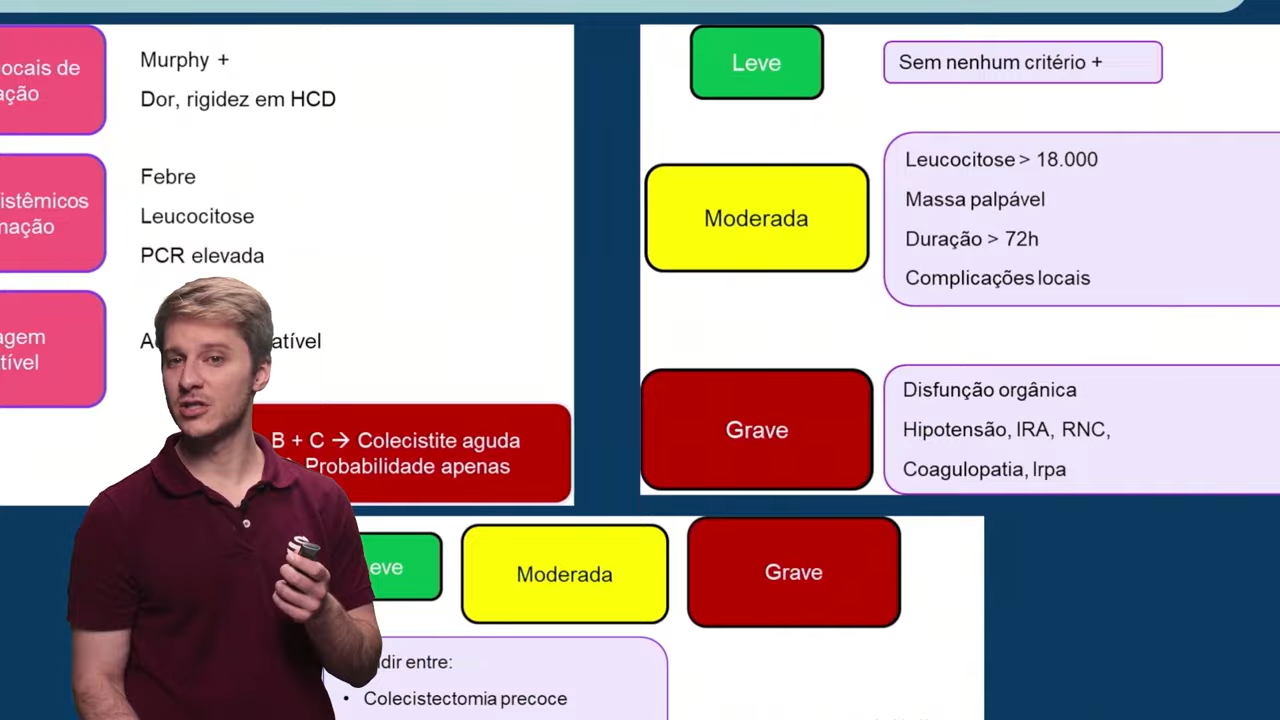 ocais de
ação
Murphy +
Dor, rigidez em HCD
istêmicos
mação
Febre
Leucocitose
PCR elevada
agem
tível
atível
B + C → Colecistite aguda
Probabilidade apenas
Leve
Sem nenhum critério +
Moderada
Leucocitose > 18.000
Massa palpável
Duração > 72h
Complicações locais
Grave
Disfunção orgânica
Hipotensão, IRA, RNC,
Coagulopatia, Irpa
eve
Moderada
Grave
dir entre:
• Colecistectomia precoce